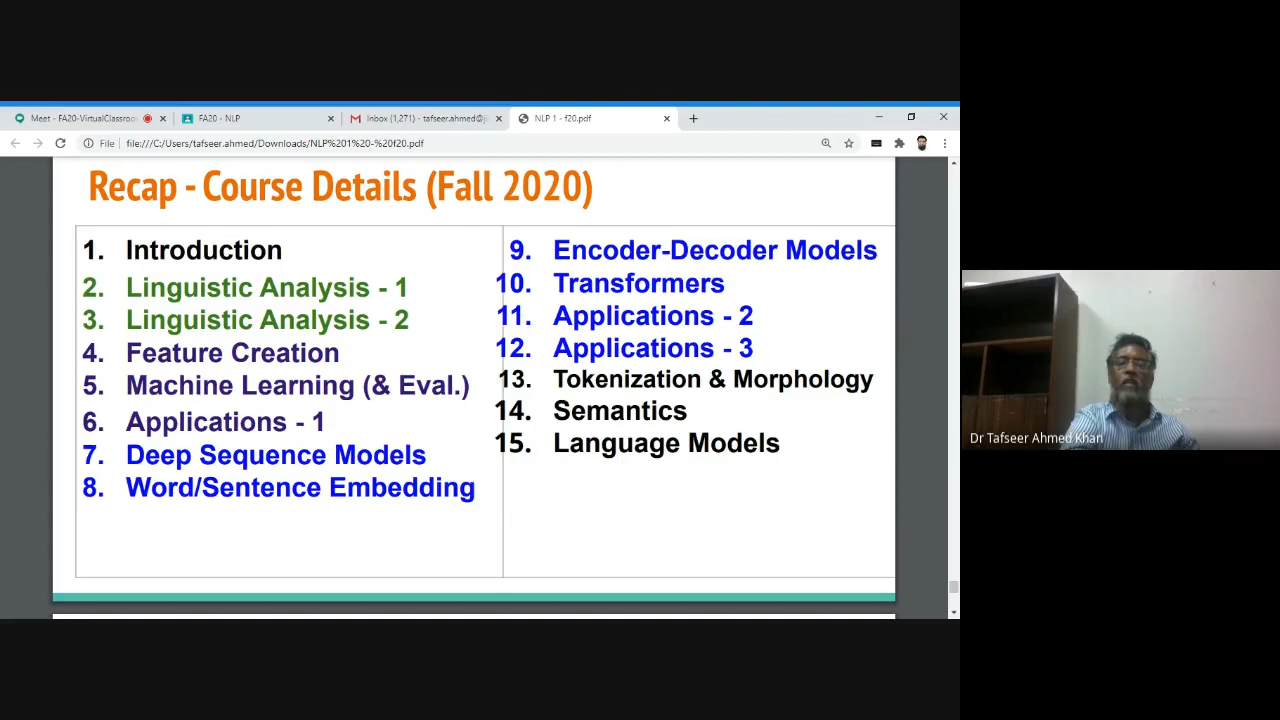 Meet - FA20-VirtualClassroo
FA20 - NLP
Inbox (1,271) - tafseer.ahmed@ji
NLP 1 - f20.pdf
File
file:///C:/Users/tafseer.ahmed/Downloads/NLP%201%20-%20f20.pdf
Recap - Course Details (Fall 2020)
1. Introduction
2. Linguistic Analysis - 1
3. Linguistic Analysis - 2
4. Feature Creation
5. Machine Learning (& Eval.)
6. Applications - 1
7. Deep Sequence Models
8. Word/Sentence Embedding
9. Encoder-Decoder Models
10. Transformers
11. Applications - 2
12. Applications - 3
13. Tokenization & Morphology
14. Semantics
15. Language Models
Dr Tafseer Ahmed Khan